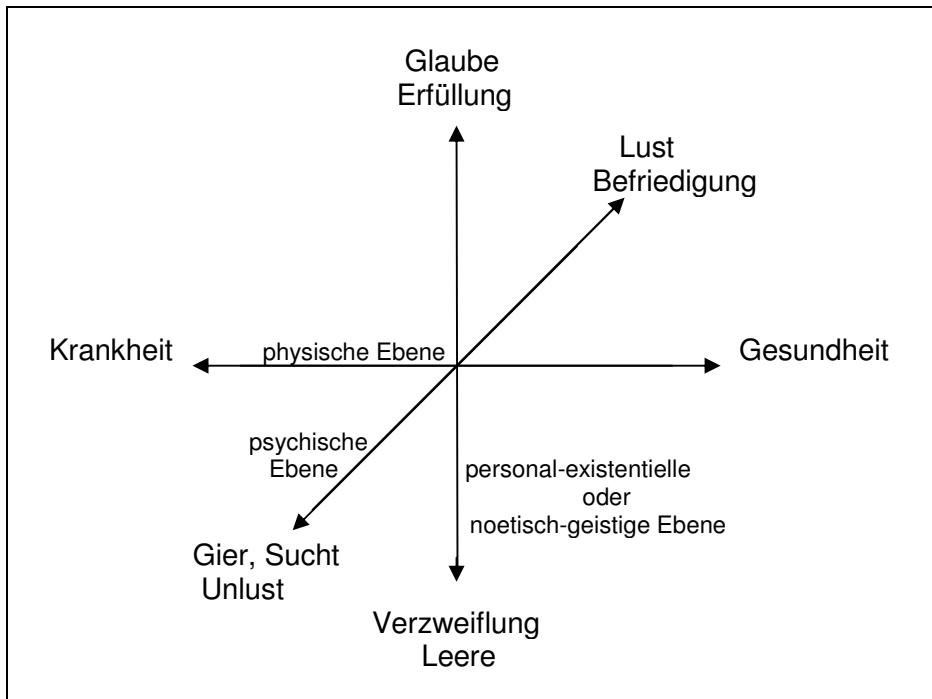 Glaube
Erfüllung
Lust
Befriedigung
Krankheit
physische Ebene
Gesundheit
psychische
Ebene
personal-existentielle
oder
noetisch-geistige Ebene
Gier, Sucht
Unlust
Verzweiflung
Leere